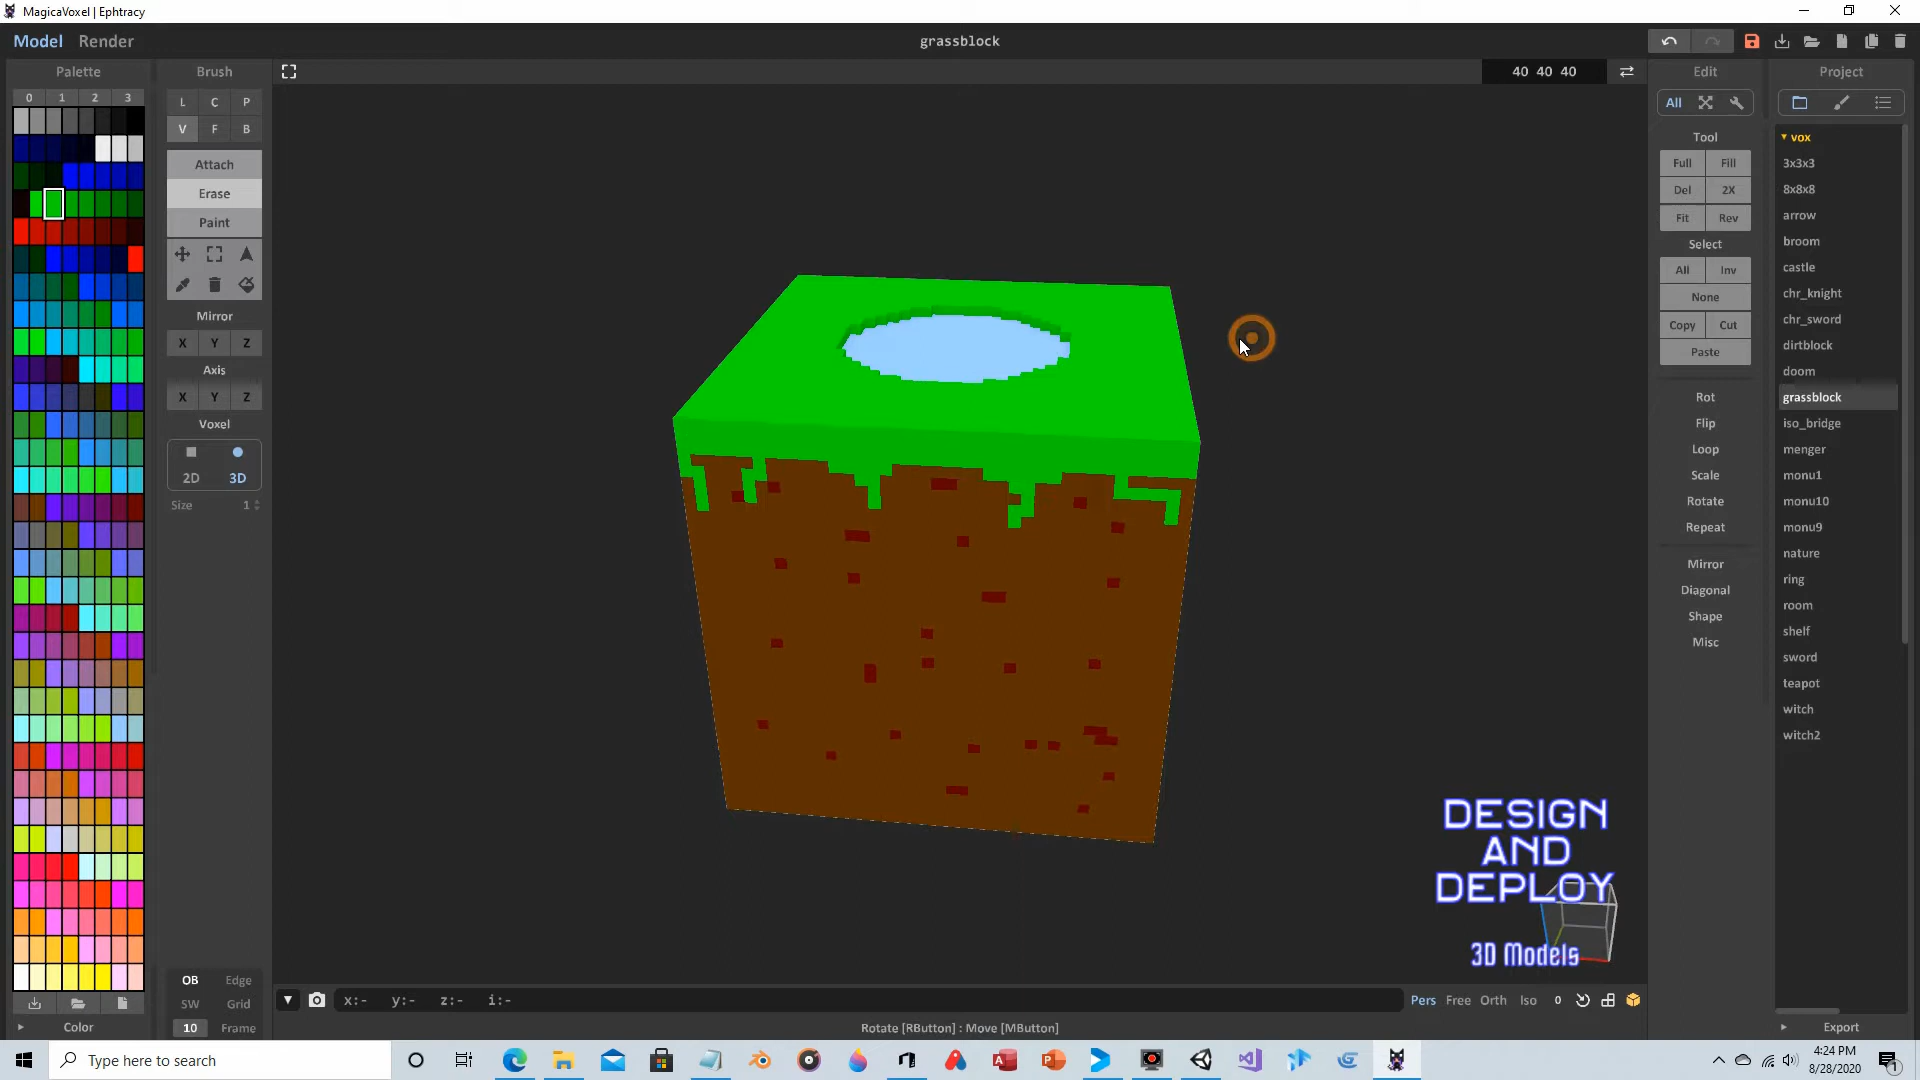 MagicaVoxel | Ephtracy
Model Render
grassblock
Palette
Brush
40 40 40
Edit
Project
0 1 2 3
L C P
V F B
All
Attach
Erase
Paint
Mirror
X Y Z
Axis
X Y Z
Voxel
2D 3D
Size 1
OB Edge
SW Grid
10 Frame
Color
Tool
Full Fill
Del 2X
Fit Rev
Select
All Inv
None
Copy Cut
Paste
Rot
Flip
Loop
Scale
Rotate
Repeat
Mirror
Diagonal
Shape
Misc
vox
3x3x3
8x8x8
arrow
broom
castle
chr_knight
chr_sword
dirtblock
doom
grassblock
iso_bridge
menger
monu1
monu10
monu9
nature
ring
room
shelf
sword
teapot
witch
witch2
Export
DESIGN
AND
DEPLOY
3D Models
x:- y:- z:- i:-
Pers Free Orth Iso 0
Rotate [RButton] : Move [MButton]
Type here to search
4:24 PM
8/28/2020
1